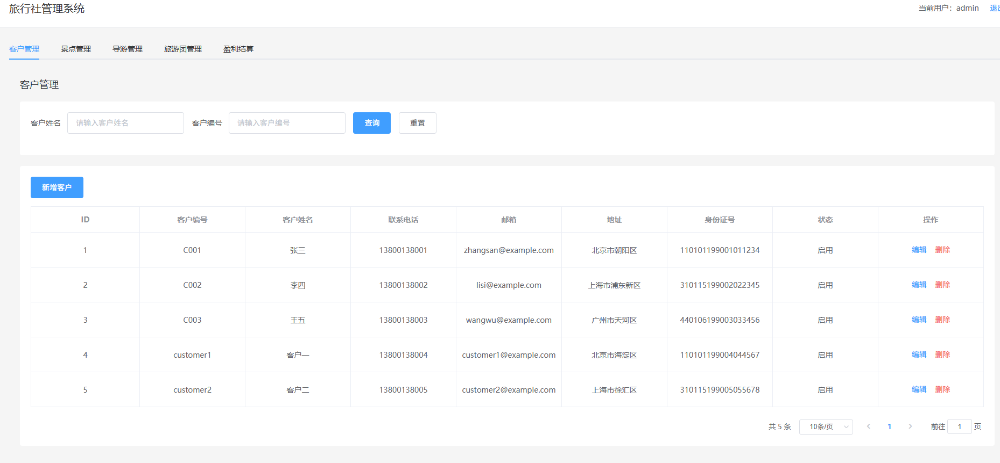 旅行社管理系统
当前用户：admin 退出
客户管理 景点管理 导游管理 旅游团管理 盈利结算
客户管理
客户姓名 请输入客户姓名 客户编号 请输入客户编号 查询 重置
新增客户
ID 客户编号 客户姓名 联系电话 邮箱 地址 身份证号 状态 操作
1 C001 张三 13800138001 zhangsan@example.com 北京市朝阳区 110101199001011234 启用 编辑 删除
2 C002 李四 13800138002 lisi@example.com 上海市浦东新区 310115199002022345 启用 编辑 删除
3 C003 王五 13800138003 wangwu@example.com 广州市天河区 440106199003033456 启用 编辑 删除
4 customer1 客户一 13800138004 customer1@example.com 北京市海淀区 110101199004044567 启用 编辑 删除
5 customer2 客户二 13800138005 customer2@example.com 上海市徐汇区 310115199005055678 启用 编辑 删除
共 5 条 10条/页 1 前往 1 页